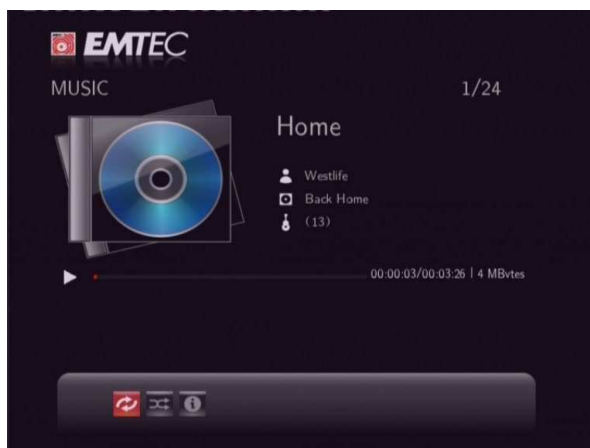 EMTEC
MUSIC
1/24
Home
Westlife
Back Home
(13)
00:00:03/00:03:26 | 4 MBytes